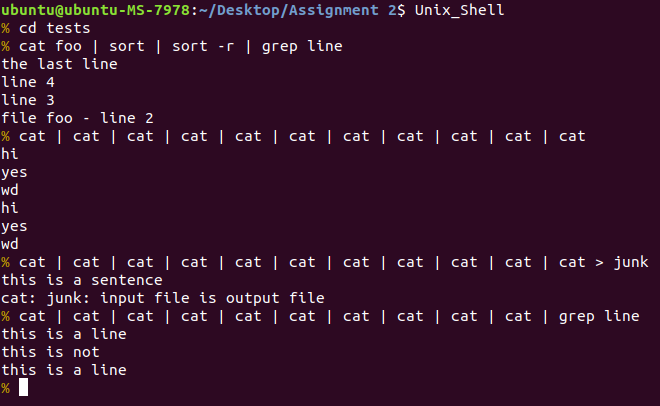 ubuntu@ubuntu-MS-7978:~/Desktop/Assignment 2$ Unix_Shell
% cd tests
% cat foo | sort | sort -r | grep line
the last line
line 4
line 3
file foo - line 2
% cat | cat | cat | cat | cat | cat | cat | cat | cat | cat | cat
hi
yes
wd
hi
yes
wd
% cat | cat | cat | cat | cat | cat | cat | cat | cat | cat | cat > junk
this is a sentence
cat: junk: input file is output file
% cat | cat | cat | cat | cat | cat | cat | cat | cat | cat | grep line
this is a line
this is not
this is a line
%